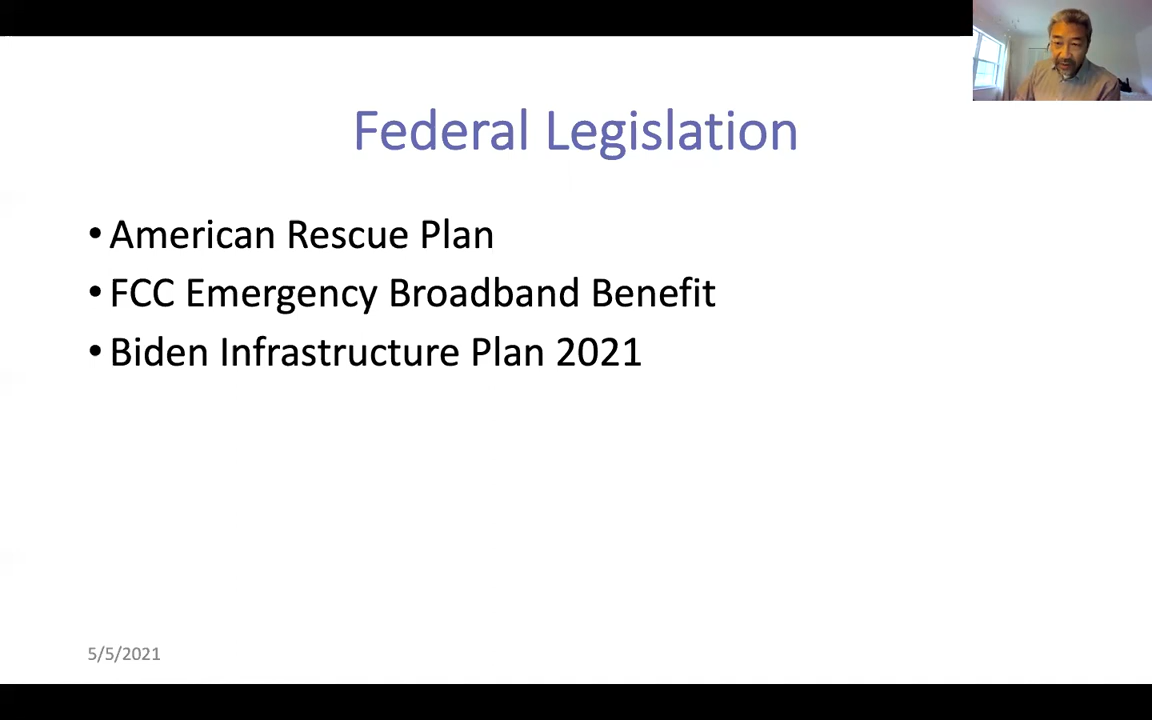 Federal Legislation
• American Rescue Plan
• FCC Emergency Broadband Benefit
• Biden Infrastructure Plan 2021
5/5/2021